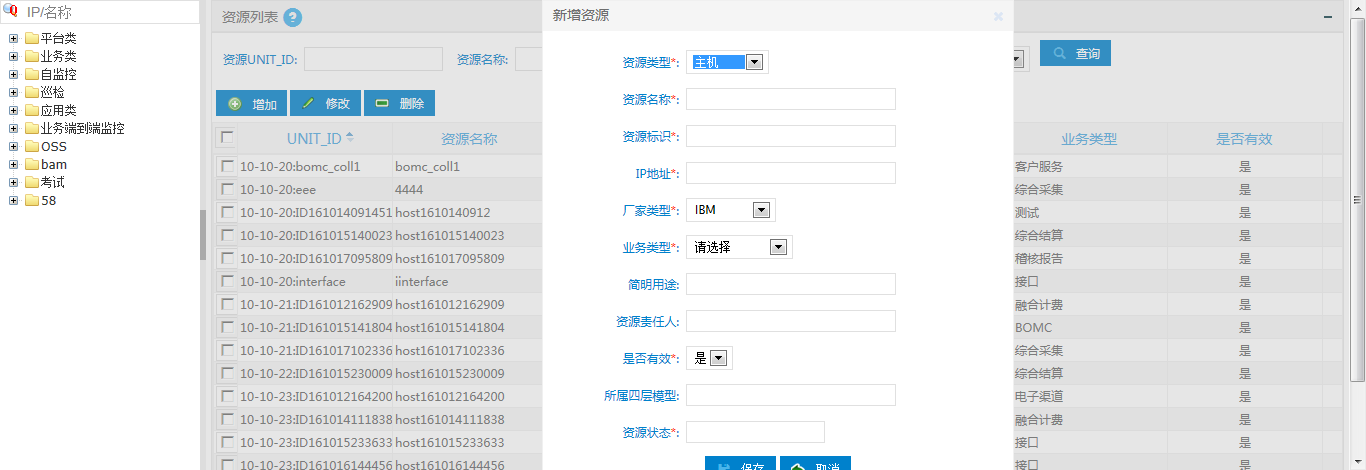 IP/名称
平台类
业务类
自监控
巡检
应用类
业务端到端监控
OSS
bam
考试
58
资源列表 ?
资源UNIT_ID:
资源名称:
查询
增加 修改 删除
UNIT_ID 资源名称 业务类型 是否有效
10-10-20:bomc_coll1 bomc_coll1 客户服务 是
10-10-20:eee 4444 综合采集 是
10-10-20:ID161014091451 host1610140912 测试 是
10-10-20:ID161015140023 host161015140023 综合结算 是
10-10-20:ID161017095809 host161017095809 稽核报告 是
10-10-20:interface iinterface 接口 是
10-10-21:ID161012162909 host161012162909 融合计费 是
10-10-21:ID161015141804 host161015141804 BOMC 是
10-10-21:ID161017102336 host161017102336 综合采集 是
10-10-22:ID161015230009 host161015230009 综合结算 是
10-10-23:ID161012164200 host161012164200 电子渠道 是
10-10-23:ID161014111838 host161014111838 融合计费 是
10-10-23:ID161015233633 host161015233633 接口 是
10-10-24:ID161016144456 host161016144456 接口 是
新增资源
资源类型*: 主机
资源名称*:
资源标识*:
IP地址*:
厂家类型*: IBM
业务类型*: 请选择
简明用途:
资源责任人:
是否有效*: 是
所属四层模型:
资源状态*:
保存 取消